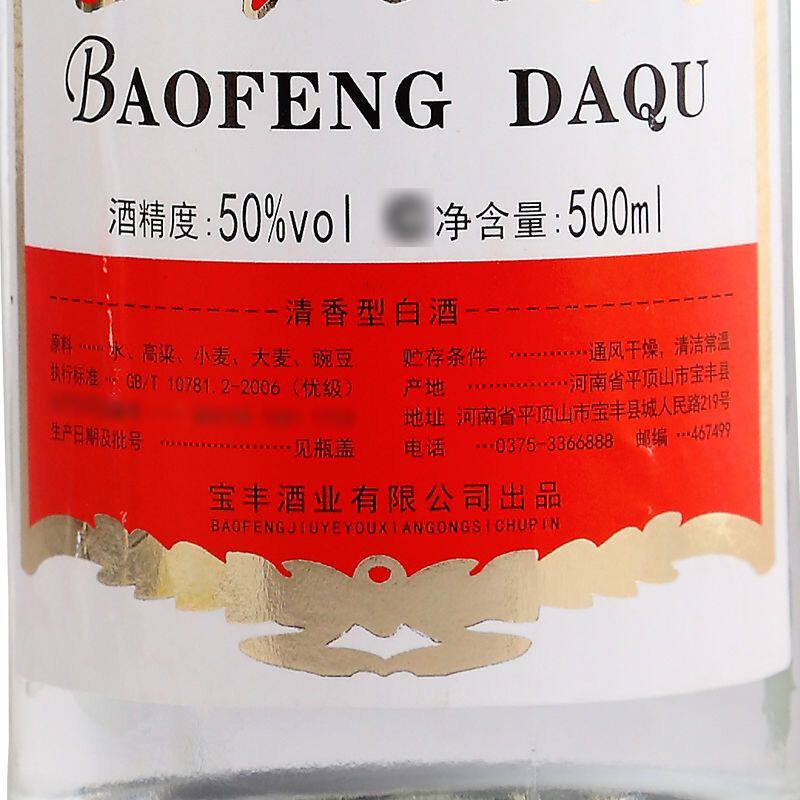 BAOFENG DAQU
酒精度:50%vol 净含量:500ml
清香型白酒
原料······水、高粱、小麦、大麦、豌豆
执行标准···GB/T 10781.2-2006(优级)
生产日期及批号··················见瓶盖
贮存条件············通风干燥,清洁常温
产地···············河南省平顶山市宝丰县
地址 河南省平顶山市宝丰县城人民路219号
电话···0375-3366888 邮编···467499
宝丰酒业有限公司出品
BAOFENGJIUYEYOUXIANGONGSICHUPIN